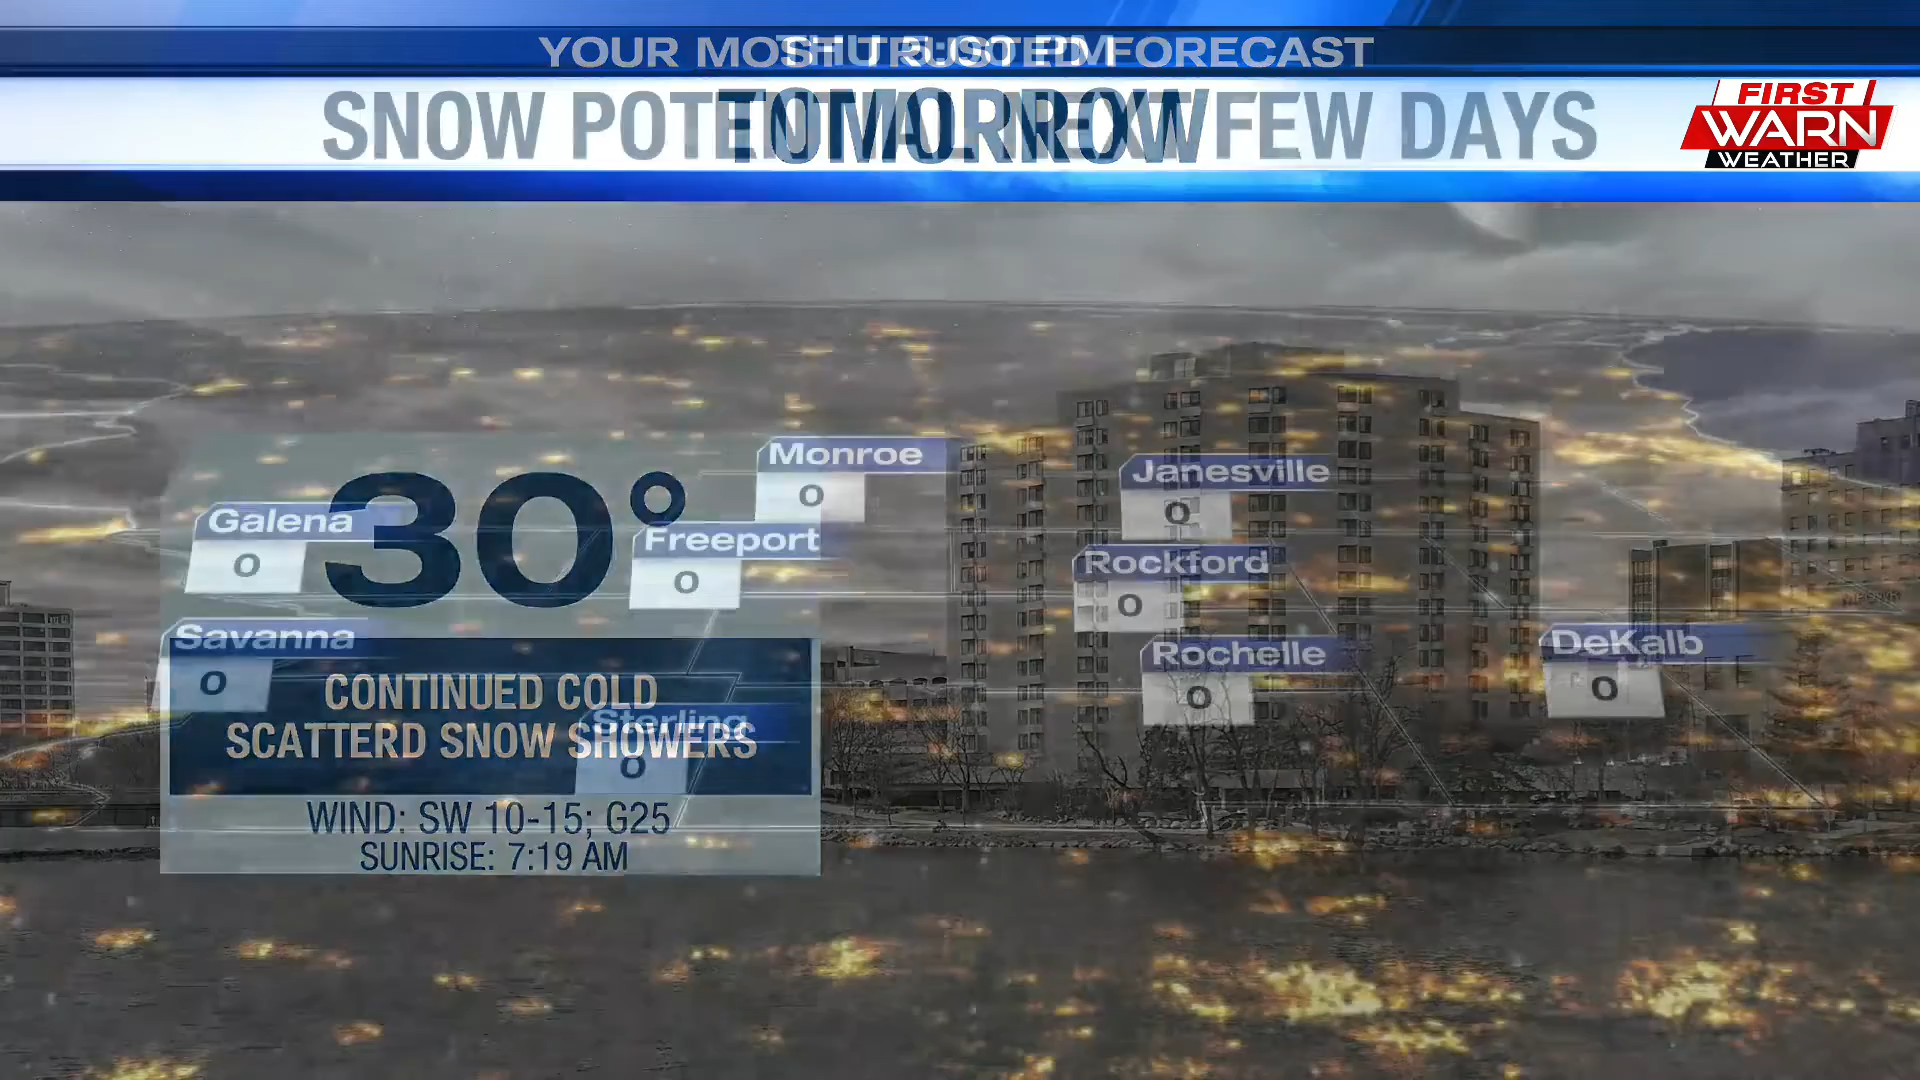 YOUR MOST TRUSTED FORECAST
THU 5:00 PM
SNOW POTENTIAL NEXT FEW DAYS
TOMORROW
FIRST
WARN
WEATHER
30°
Monroe
0
Janesville
0
Galena
0
Freeport
0
Rockford
0
Savanna
0
Rochelle
0
DeKalb
0
Sterling
0
CONTINUED COLD
SCATTERD SNOW SHOWERS
WIND: SW 10-15; G25
SUNRISE: 7:19 AM